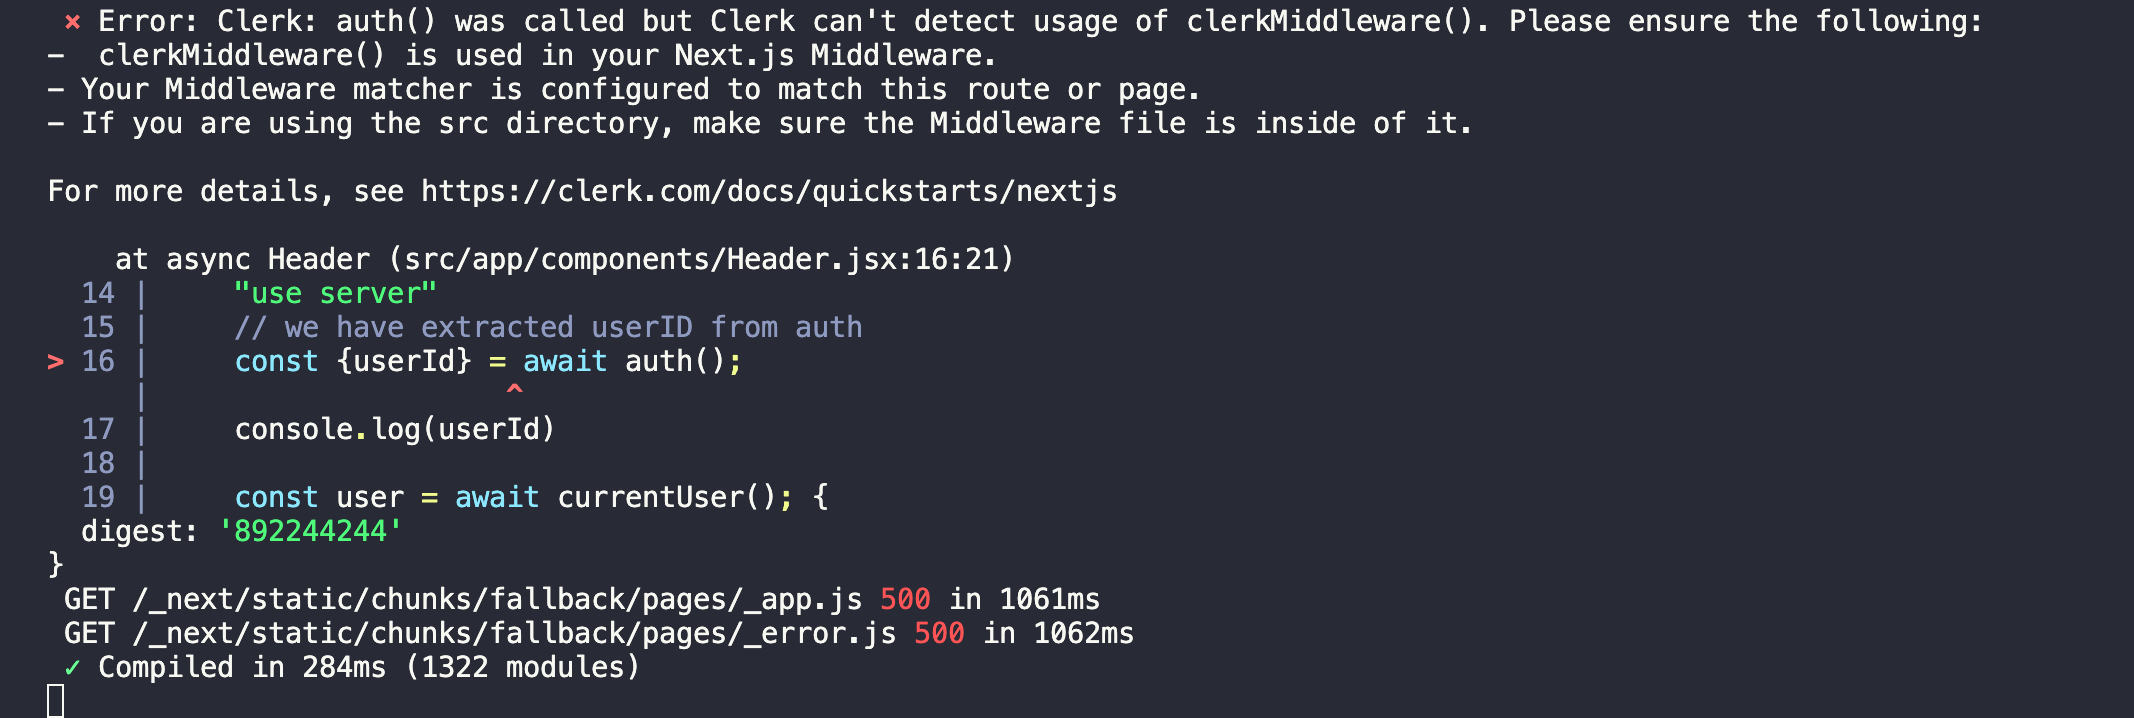 × Error: Clerk: auth() was called but Clerk can't detect usage of clerkMiddleware(). Please ensure the following:
–  clerkMiddleware() is used in your Next.js Middleware.
– Your Middleware matcher is configured to match this route or page.
– If you are using the src directory, make sure the Middleware file is inside of it.
For more details, see https://clerk.com/docs/quickstarts/nextjs
at async Header (src/app/components/Header.jsx:16:21)
14 |     "use server"
15 |     // we have extracted userID from auth
> 16 |     const {userId} = await auth();
|                     ^
17 |     console.log(userId)
18 |
19 |     const user = await currentUser(); {
digest: '892244244'
}
GET /_next/static/chunks/fallback/pages/_app.js 500 in 1061ms
GET /_next/static/chunks/fallback/pages/_error.js 500 in 1062ms
✓ Compiled in 284ms (1322 modules)